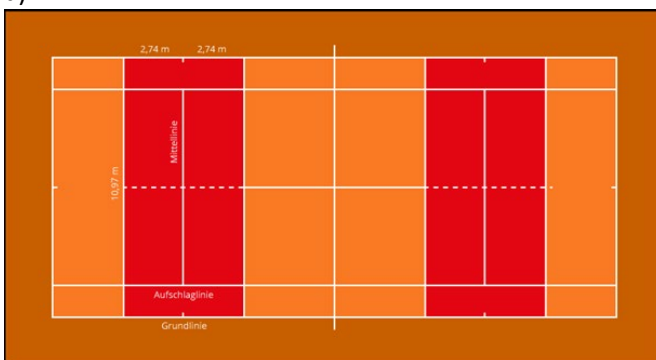 2,74 m 2,74 m
Mittellinie
10,97 m
Aufschlaglinie
Grundlinie